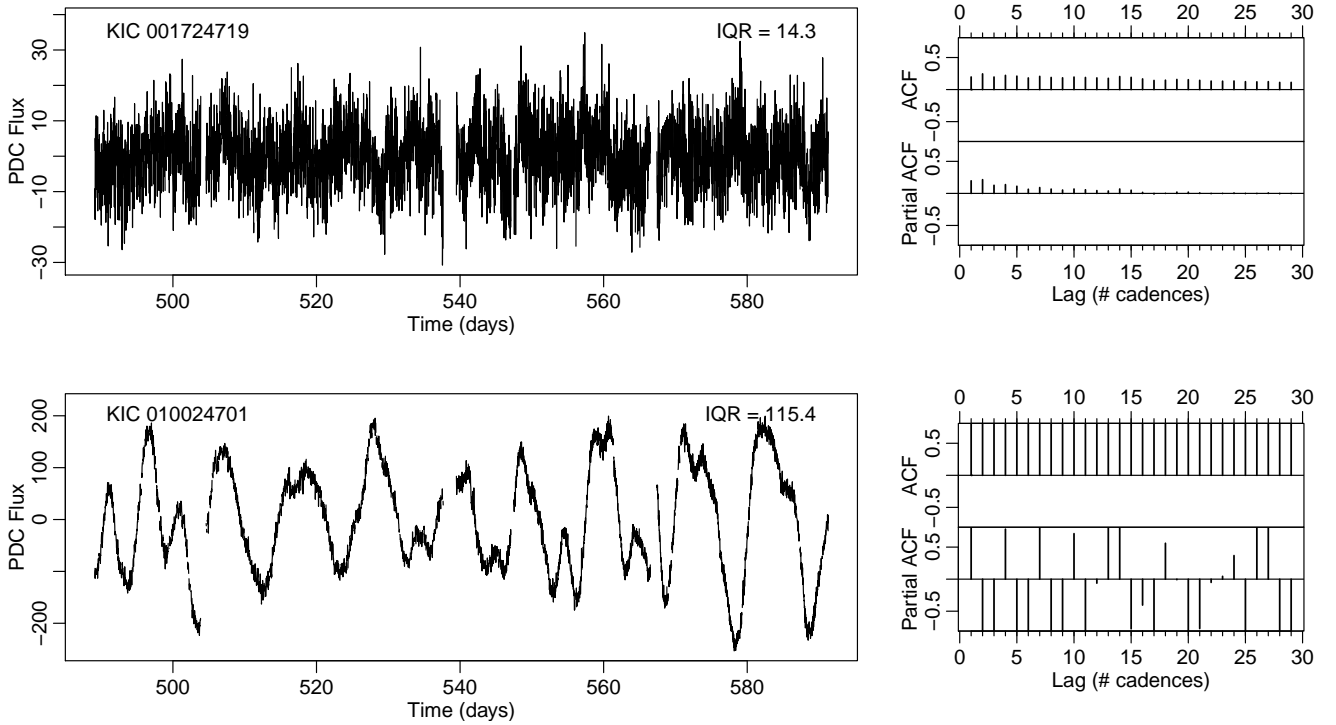 KIC 001724719 IQR = 14.3
PDC Flux
30
10
−10
−30
500 520 540 560 580
Time (days)
0 5 10 15 20 25 30
ACF
0.5
−0.5
Partial ACF
0.5
−0.5
0 5 10 15 20 25 30
Lag (# cadences)
KIC 010024701 IQR = 115.4
PDC Flux
200
100
0
−200
500 520 540 560 580
Time (days)
0 5 10 15 20 25 30
ACF
0.5
−0.5
Partial ACF
0.5
−0.5
0 5 10 15 20 25 30
Lag (# cadences)